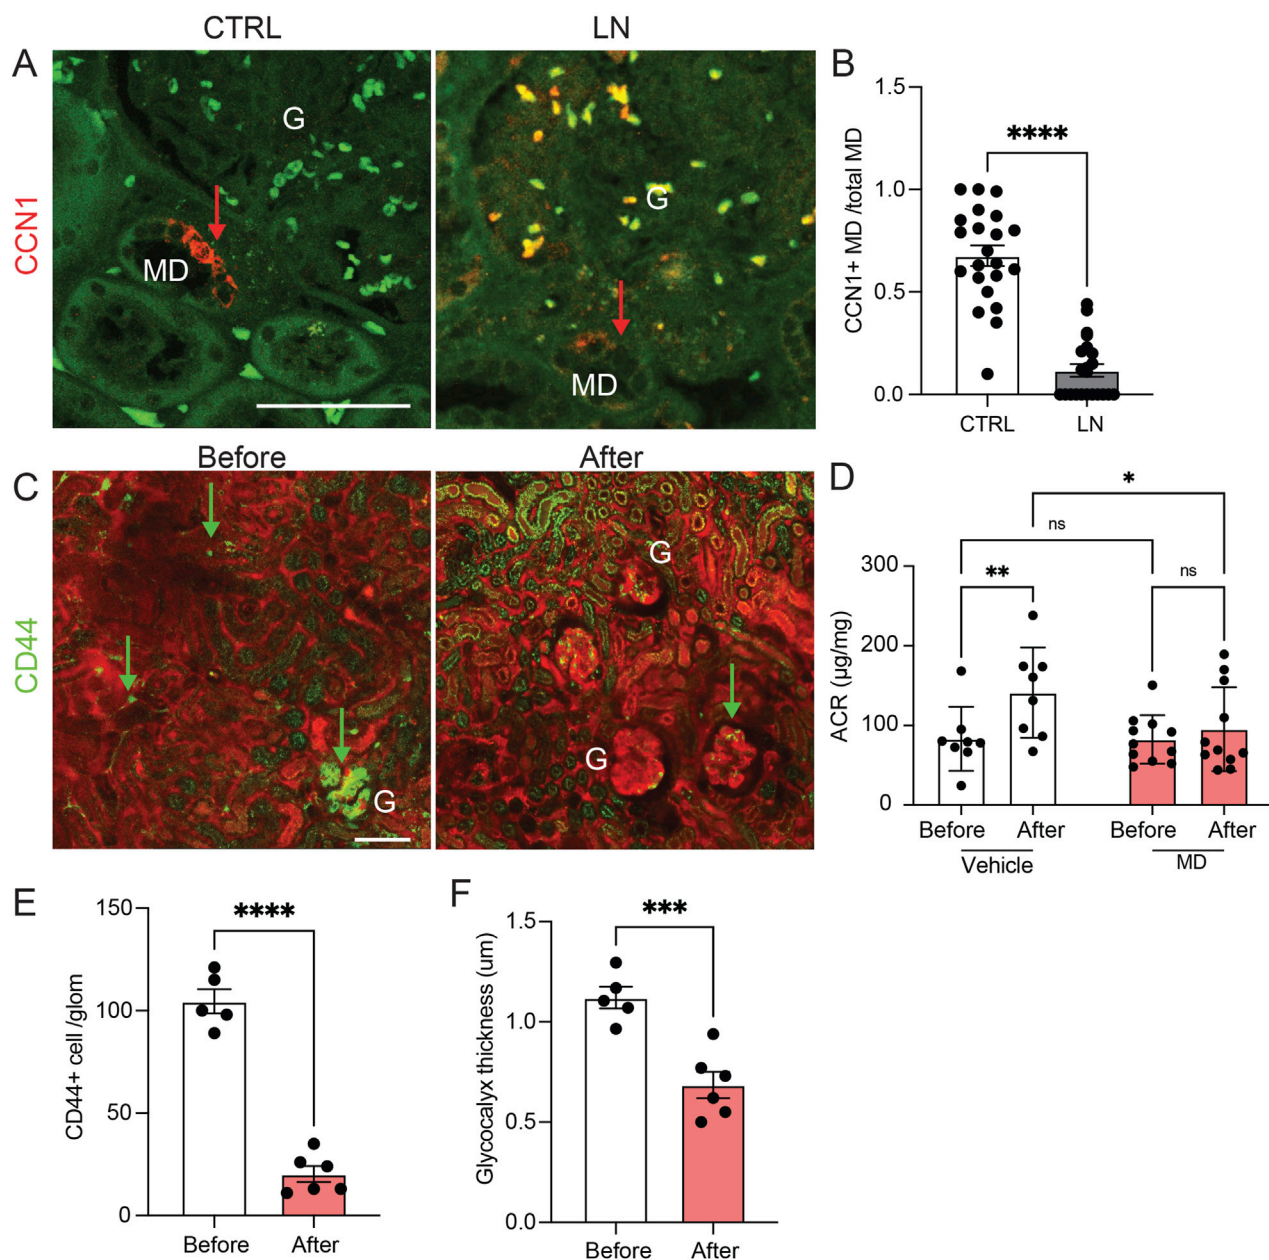 CTRL
LN
A
CCN1
G
MD
G
MD
B
CCN1+ MD /total MD
1.5
1.0
0.5
0.0
****
CTRL
LN
Before
After
C
CD44
G
G
G
D
ACR (µg/mg)
300
200
100
0
*
ns
**
ns
Before
After
Before
After
Vehicle
MD
E
CD44+ cell /glom
150
100
50
0
****
Before
After
F
Glycocalyx thickness (um)
1.5
1.0
0.5
0.0
***
Before
After